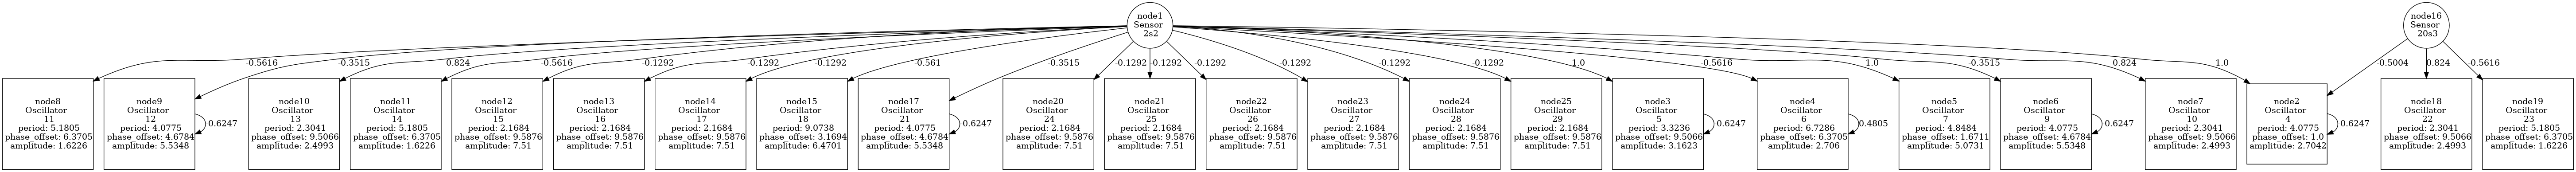 node1
Sensor
2s2
node16
Sensor
20s3
-0.5616
-0.3515
0.824
-0.5616
-0.1292
-0.1292
-0.1292
-0.561
-0.3515
-0.1292
-0.1292
-0.1292
-0.1292
-0.1292
-0.1292
1.0
-0.5616
1.0
-0.3515
0.824
1.0
-0.5004
0.824
-0.5616
node8
Oscillator
11
period: 5.1805
phase_offset: 6.3705
amplitude: 1.6226
node9
Oscillator
12
period: 4.0775
phase_offset: 4.6784
amplitude: 5.5348
-0.6247
node10
Oscillator
13
period: 2.3041
phase_offset: 9.5066
amplitude: 2.4993
node11
Oscillator
14
period: 5.1805
phase_offset: 6.3705
amplitude: 1.6226
node12
Oscillator
15
period: 2.1684
phase_offset: 9.5876
amplitude: 7.51
node13
Oscillator
16
period: 2.1684
phase_offset: 9.5876
amplitude: 7.51
node14
Oscillator
17
period: 2.1684
phase_offset: 9.5876
amplitude: 7.51
node15
Oscillator
18
period: 9.0738
phase_offset: 3.1694
amplitude: 6.4701
node17
Oscillator
21
period: 4.0775
phase_offset: 4.6784
amplitude: 5.5348
-0.6247
node20
Oscillator
24
period: 2.1684
phase_offset: 9.5876
amplitude: 7.51
node21
Oscillator
25
period: 2.1684
phase_offset: 9.5876
amplitude: 7.51
node22
Oscillator
26
period: 2.1684
phase_offset: 9.5876
amplitude: 7.51
node23
Oscillator
27
period: 2.1684
phase_offset: 9.5876
amplitude: 7.51
node24
Oscillator
28
period: 2.1684
phase_offset: 9.5876
amplitude: 7.51
node25
Oscillator
29
period: 2.1684
phase_offset: 9.5876
amplitude: 7.51
node3
Oscillator
5
period: 3.3236
phase_offset: 9.5066
amplitude: 3.1623
-0.6247
node4
Oscillator
6
period: 6.7286
phase_offset: 6.3705
amplitude: 2.706
0.4805
node5
Oscillator
7
period: 4.8484
phase_offset: 1.6711
amplitude: 5.0731
node6
Oscillator
9
period: 4.0775
phase_offset: 4.6784
amplitude: 5.5348
-0.6247
node7
Oscillator
10
period: 2.3041
phase_offset: 9.5066
amplitude: 2.4993
node2
Oscillator
4
period: 4.0775
phase_offset: 1.0
amplitude: 2.7042
-0.6247
node18
Oscillator
22
period: 2.3041
phase_offset: 9.5066
amplitude: 2.4993
node19
Oscillator
23
period: 5.1805
phase_offset: 6.3705
amplitude: 1.6226